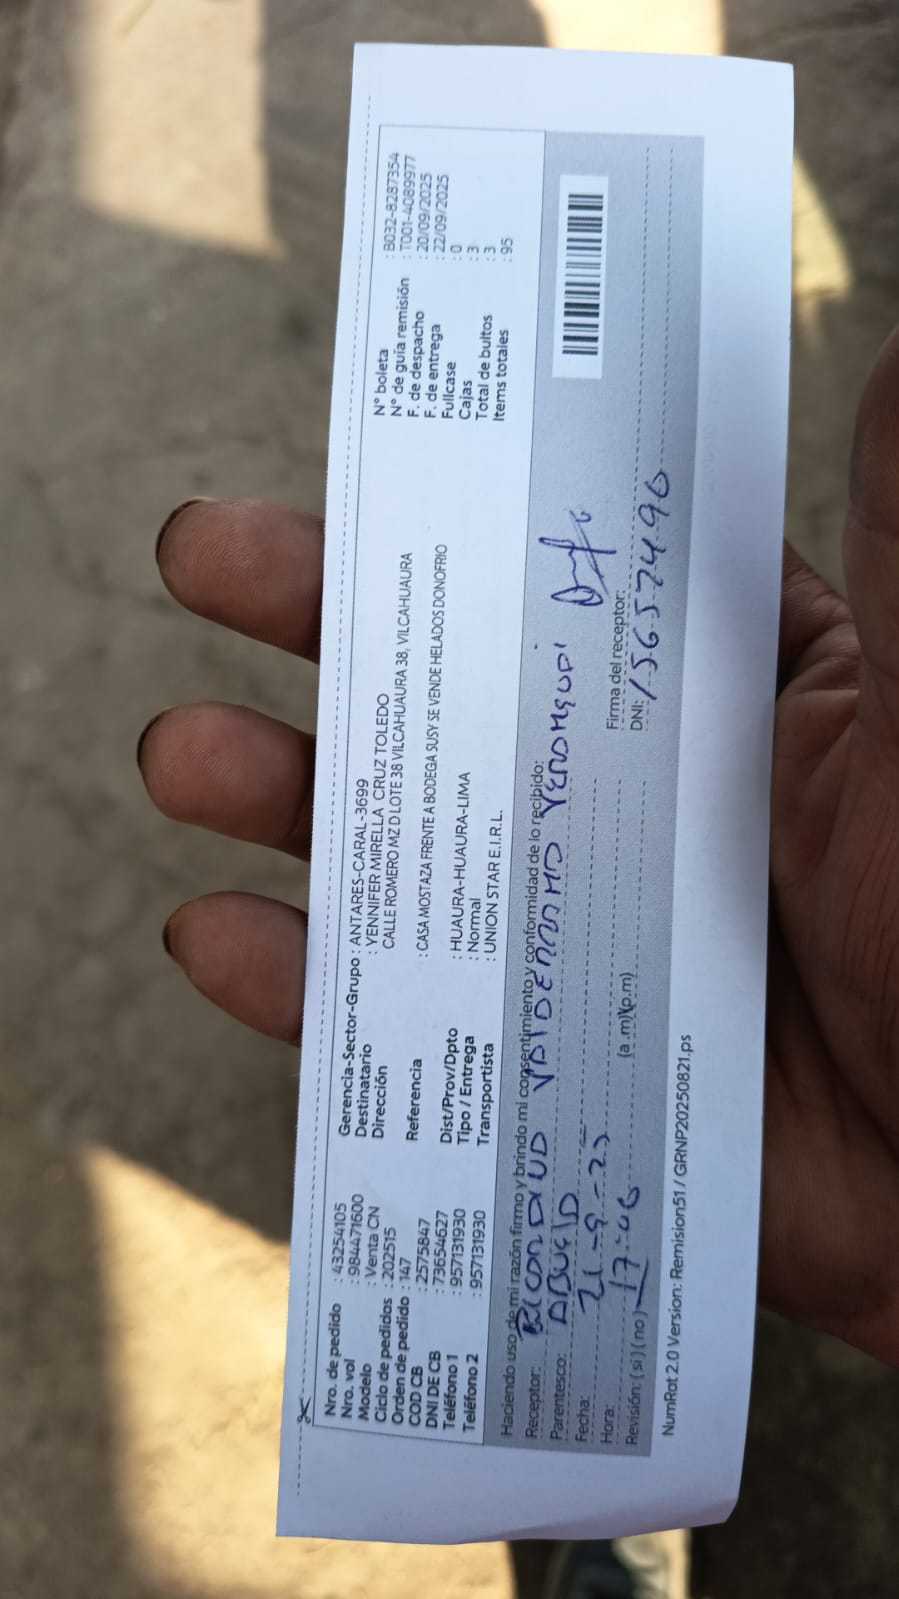 Nro. de pedido : 43254105
Nro. vol : 984471600
Modelo : Venta CN
Ciclo de pedidos : 202515
Orden de pedido : 147
COD CB : 2575847
DNI DE CB : 73654627
Teléfono 1 : 957131930
Teléfono 2 : 957131930
Gerencia-Sector-Grupo : ANTARES-CARAL-3699
Destinatario : YENNIFER MIRELLA CRUZ TOLEDO
Dirección CALLE ROMERO MZ D LOTE 38 VILCAHUAURA 38, VILCAHUAURA
Referencia : CASA MOSTAZA FRENTE A BODEGA SUSY SE VENDE HELADOS DONOFRIO
Dist/Prov/Dpto : HUAURA-HUAURA-LIMA
Tipo / Entrega : Normal
Transportista : UNION STAR E.I.R.L.
N° boleta : B032-8287354
N° de guía remisión : T001-4089977
F. de despacho : 20/09/2025
F. de entrega : 22/09/2025
Fullcase : 0
Cajas : 3
Total de bultos : 3
Items totales : 95
Haciendo uso de mi razón firmo y brindo mi consentimiento y conformidad de lo recibido:
Receptor:
Parentesco: ABUELO
Fecha:
Hora: 17-06 (a.m)(p.m)
Revisión: (si) (no)
Firma del receptor:
DNI: 15657496
NumRot 2.0 Version: Remision51 / GRNP20250821.ps